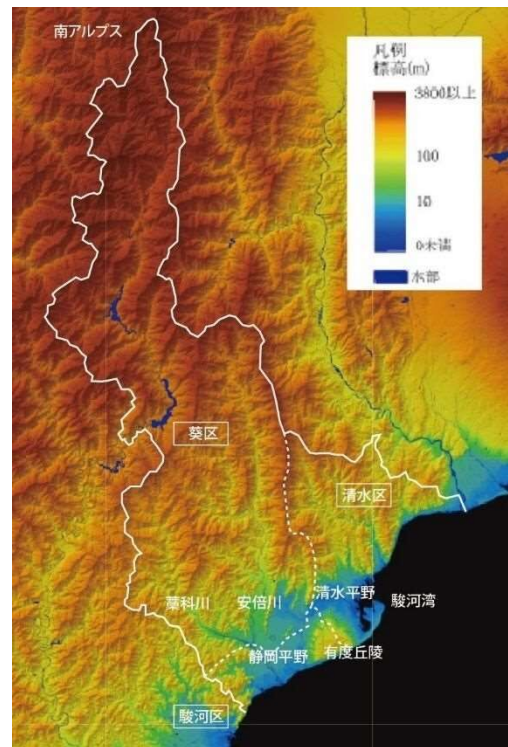 南アルプス
凡例
標高(m)
3800以上
100
10
0未満
水部
葵区
清水区
藁科川
安倍川
清水平野
駿河湾
静岡平野
有度丘陵
駿河区